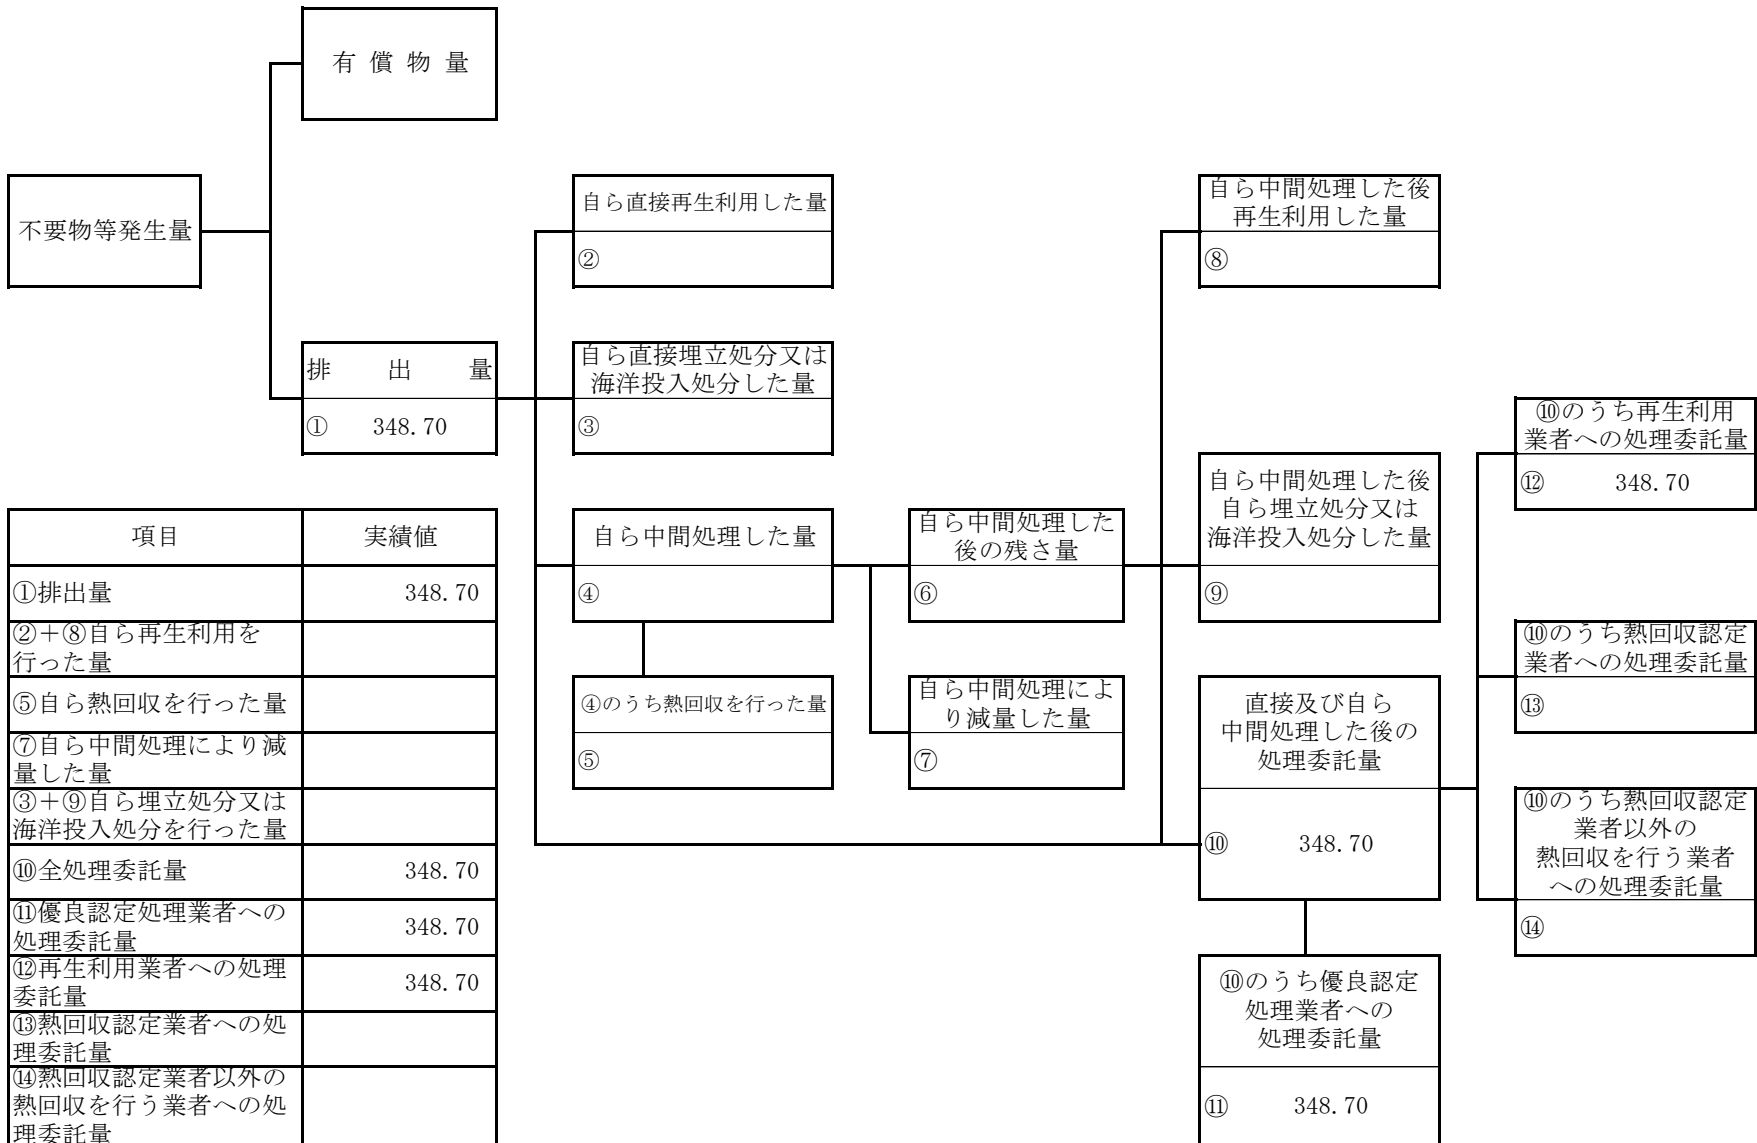 有償物量
不要物等発生量
排出量
① 348.70
自ら直接再生利用した量
②
自ら直接埋立処分又は
海洋投入処分した量
③
自ら中間処理した量
④
④のうち熱回収を行った量
⑤
自ら中間処理した
後の残さ量
⑥
自ら中間処理によ
り減量した量
⑦
自ら中間処理した後
再生利用した量
⑧
自ら中間処理した後
自ら埋立処分又は
海洋投入処分した量
⑨
直接及び自ら
中間処理した後の
処理委託量
⑩ 348.70
⑩のうち優良認定
処理業者への
処理委託量
⑪ 348.70
⑩のうち再生利用
業者への処理委託量
⑫ 348.70
⑩のうち熱回収認定
業者への処理委託量
⑬
⑩のうち熱回収認定
業者以外の
熱回収を行う業者
への処理委託量
⑭
項目 実績値
①排出量 348.70
②＋⑧自ら再生利用を
行った量
⑤自ら熱回収を行った量
⑦自ら中間処理により減
量した量
③＋⑨自ら埋立処分又は
海洋投入処分を行った量
⑩全処理委託量 348.70
⑪優良認定処理業者への
処理委託量 348.70
⑫再生利用業者への処理
委託量 348.70
⑬熱回収認定業者への処
理委託量
⑭熱回収認定業者以外の
熱回収を行う業者への処
理委託量